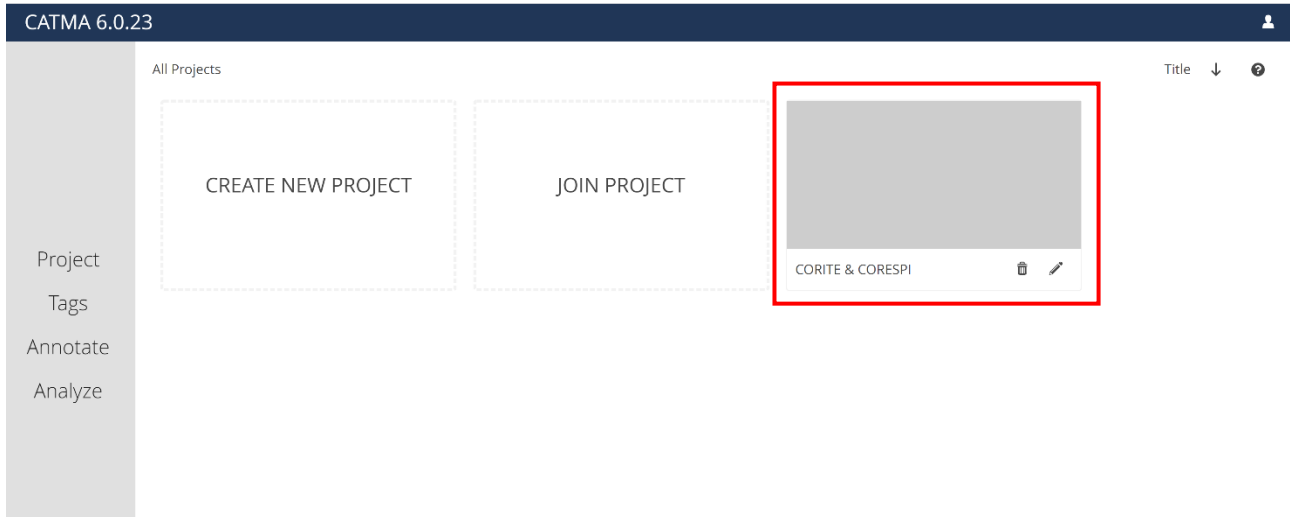 CATMA 6.0.23
All Projects
Title
CREATE NEW PROJECT
JOIN PROJECT
CORITE & CORESPI
Project
Tags
Annotate
Analyze